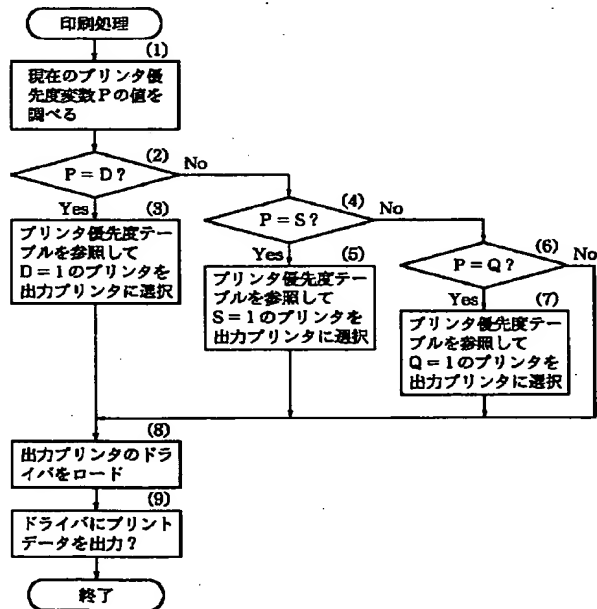 印刷処理
(1)
現在のプリンタ優
先度変数Pの値を
調べる
(2)
P=D?
No
Yes
(3)
プリンタ優先度テー
ブルを参照して
D=1のプリンタを
出力プリンタに選択
(4)
P=S?
No
Yes
(5)
プリンタ優先度テー
ブルを参照して
S=1のプリンタを
出力プリンタに選択
(6)
P=Q?
No
Yes
(7)
プリンタ優先度テー
ブルを参照して
Q=1のプリンタを
出力プリンタに選択
(8)
出力プリンタのドラ
イバをロード
(9)
ドライバにプリント
データを出力?
終了